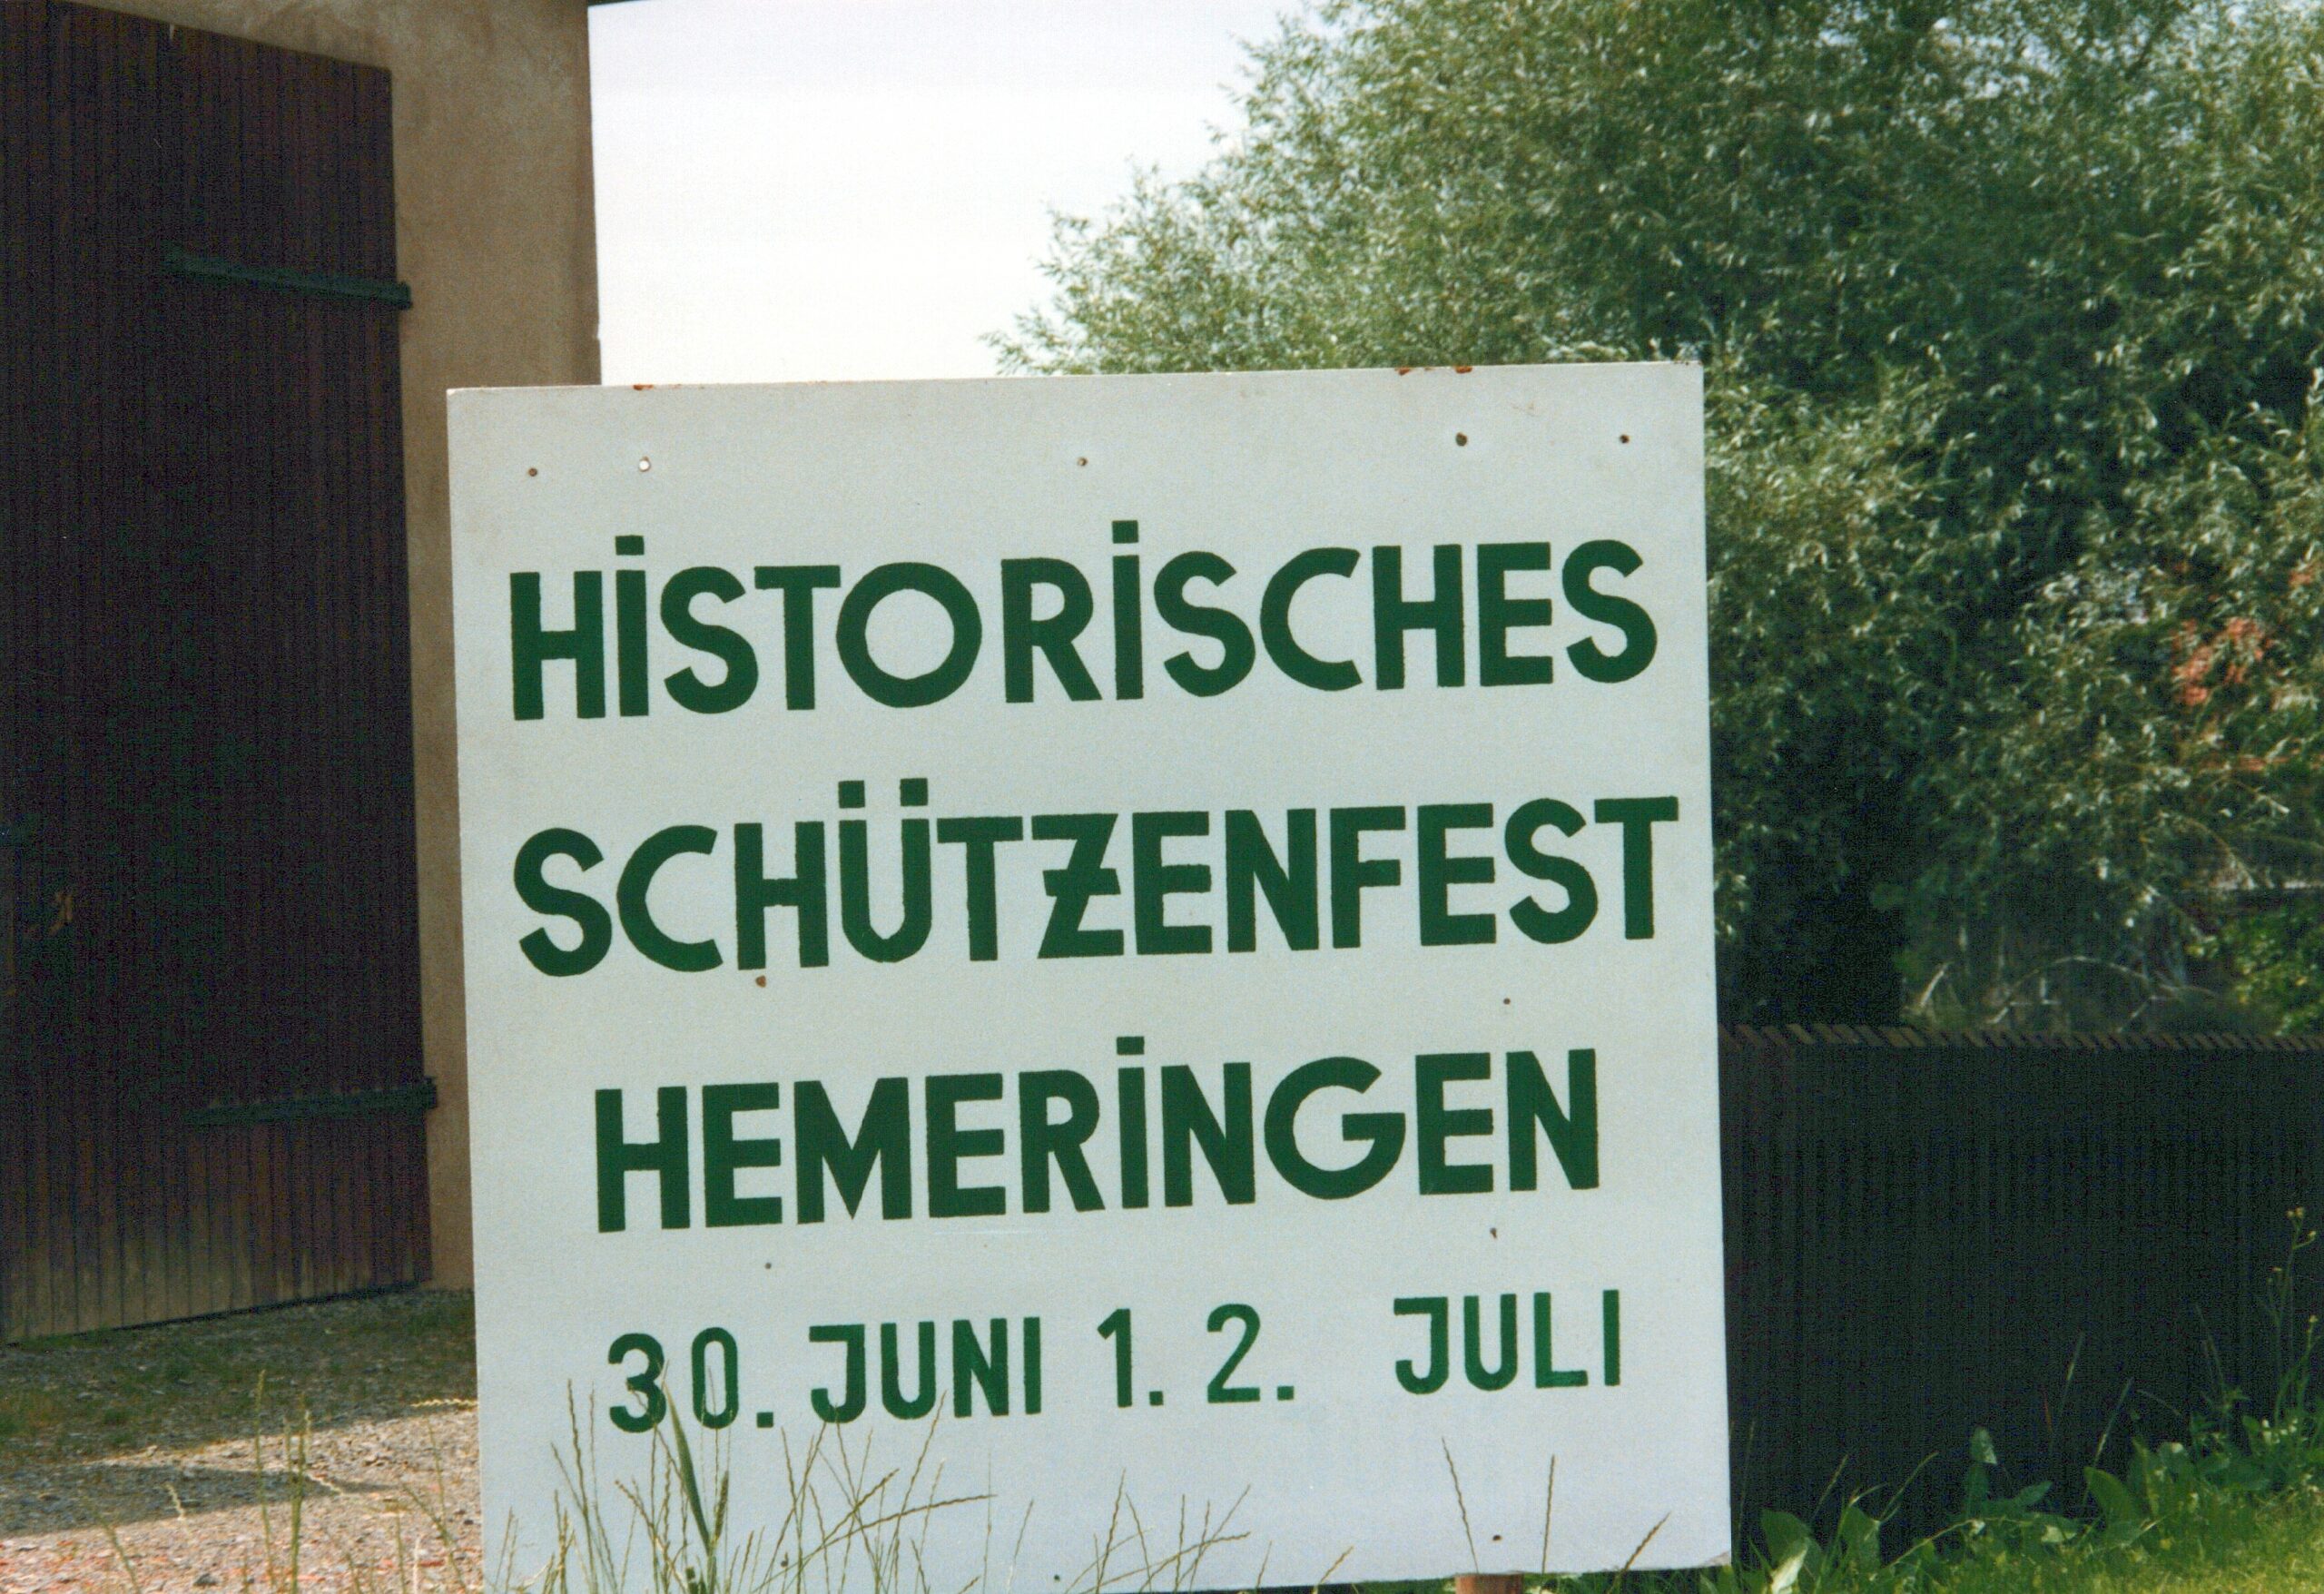 HiSTORiSCHES
SCHÜTZENFEST
HEMERiNGEN
30. JUNI 1. 2. JULI